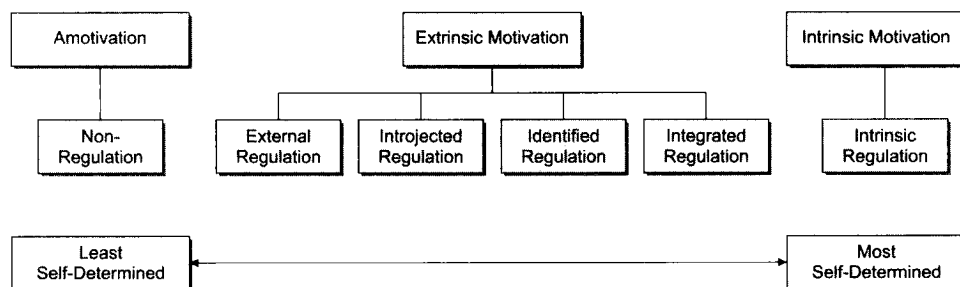 Amotivation
Extrinsic Motivation
Intrinsic Motivation
Non-
Regulation
External
Regulation
Introjected
Regulation
Identified
Regulation
Integrated
Regulation
Intrinsic
Regulation
Least
Self-Determined
Most
Self-Determined